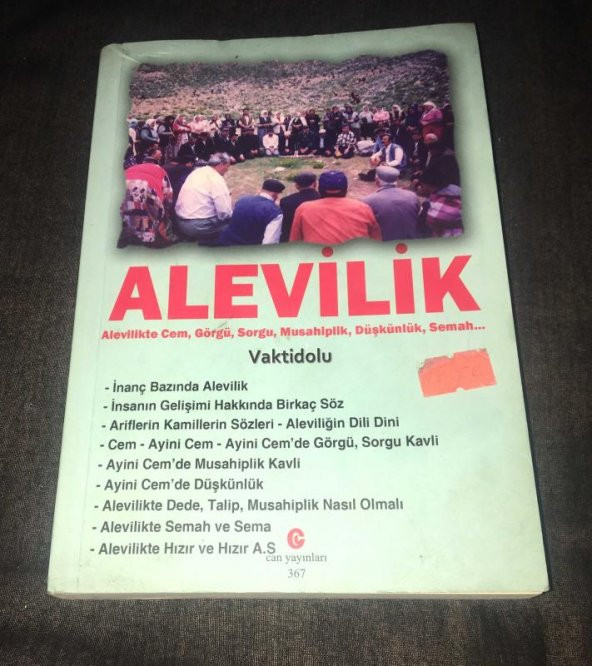 ALEVİLİK
Alevilikte Cem, Görgü, Sorgu, Musahiplik, Düşkünlük, Semah...
Vaktidolu
- İnanç Bazında Alevilik
- İnsanın Gelişimi Hakkında Birkaç Söz
- Ariflerin Kamillerin Sözleri - Aleviliğin Dili Dini
- Cem - Ayini Cem - Ayini Cem'de Görgü, Sorgu Kavli
- Ayini Cem'de Musahiplik Kavli
- Ayini Cem'de Düşkünlük
- Alevilikte Dede, Talip, Musahiplik Nasıl Olmalı
- Alevilikte Semah ve Sema
- Alevilikte Hızır ve Hızır A.S
can yayınları
367